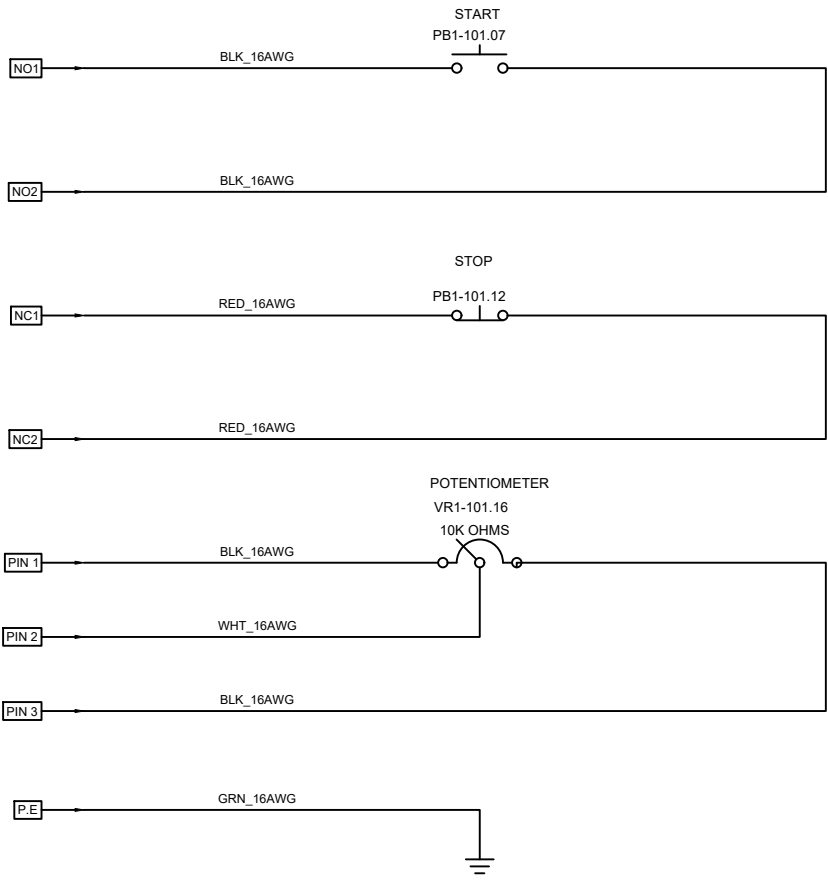 START
PB1-101.07
NO1
BLK_16AWG
NO2
BLK_16AWG
STOP
PB1-101.12
NC1
RED_16AWG
NC2
RED_16AWG
POTENTIOMETER
VR1-101.16
10K OHMS
PIN 1
BLK_16AWG
PIN 2
WHT_16AWG
PIN 3
BLK_16AWG
P.E
GRN_16AWG